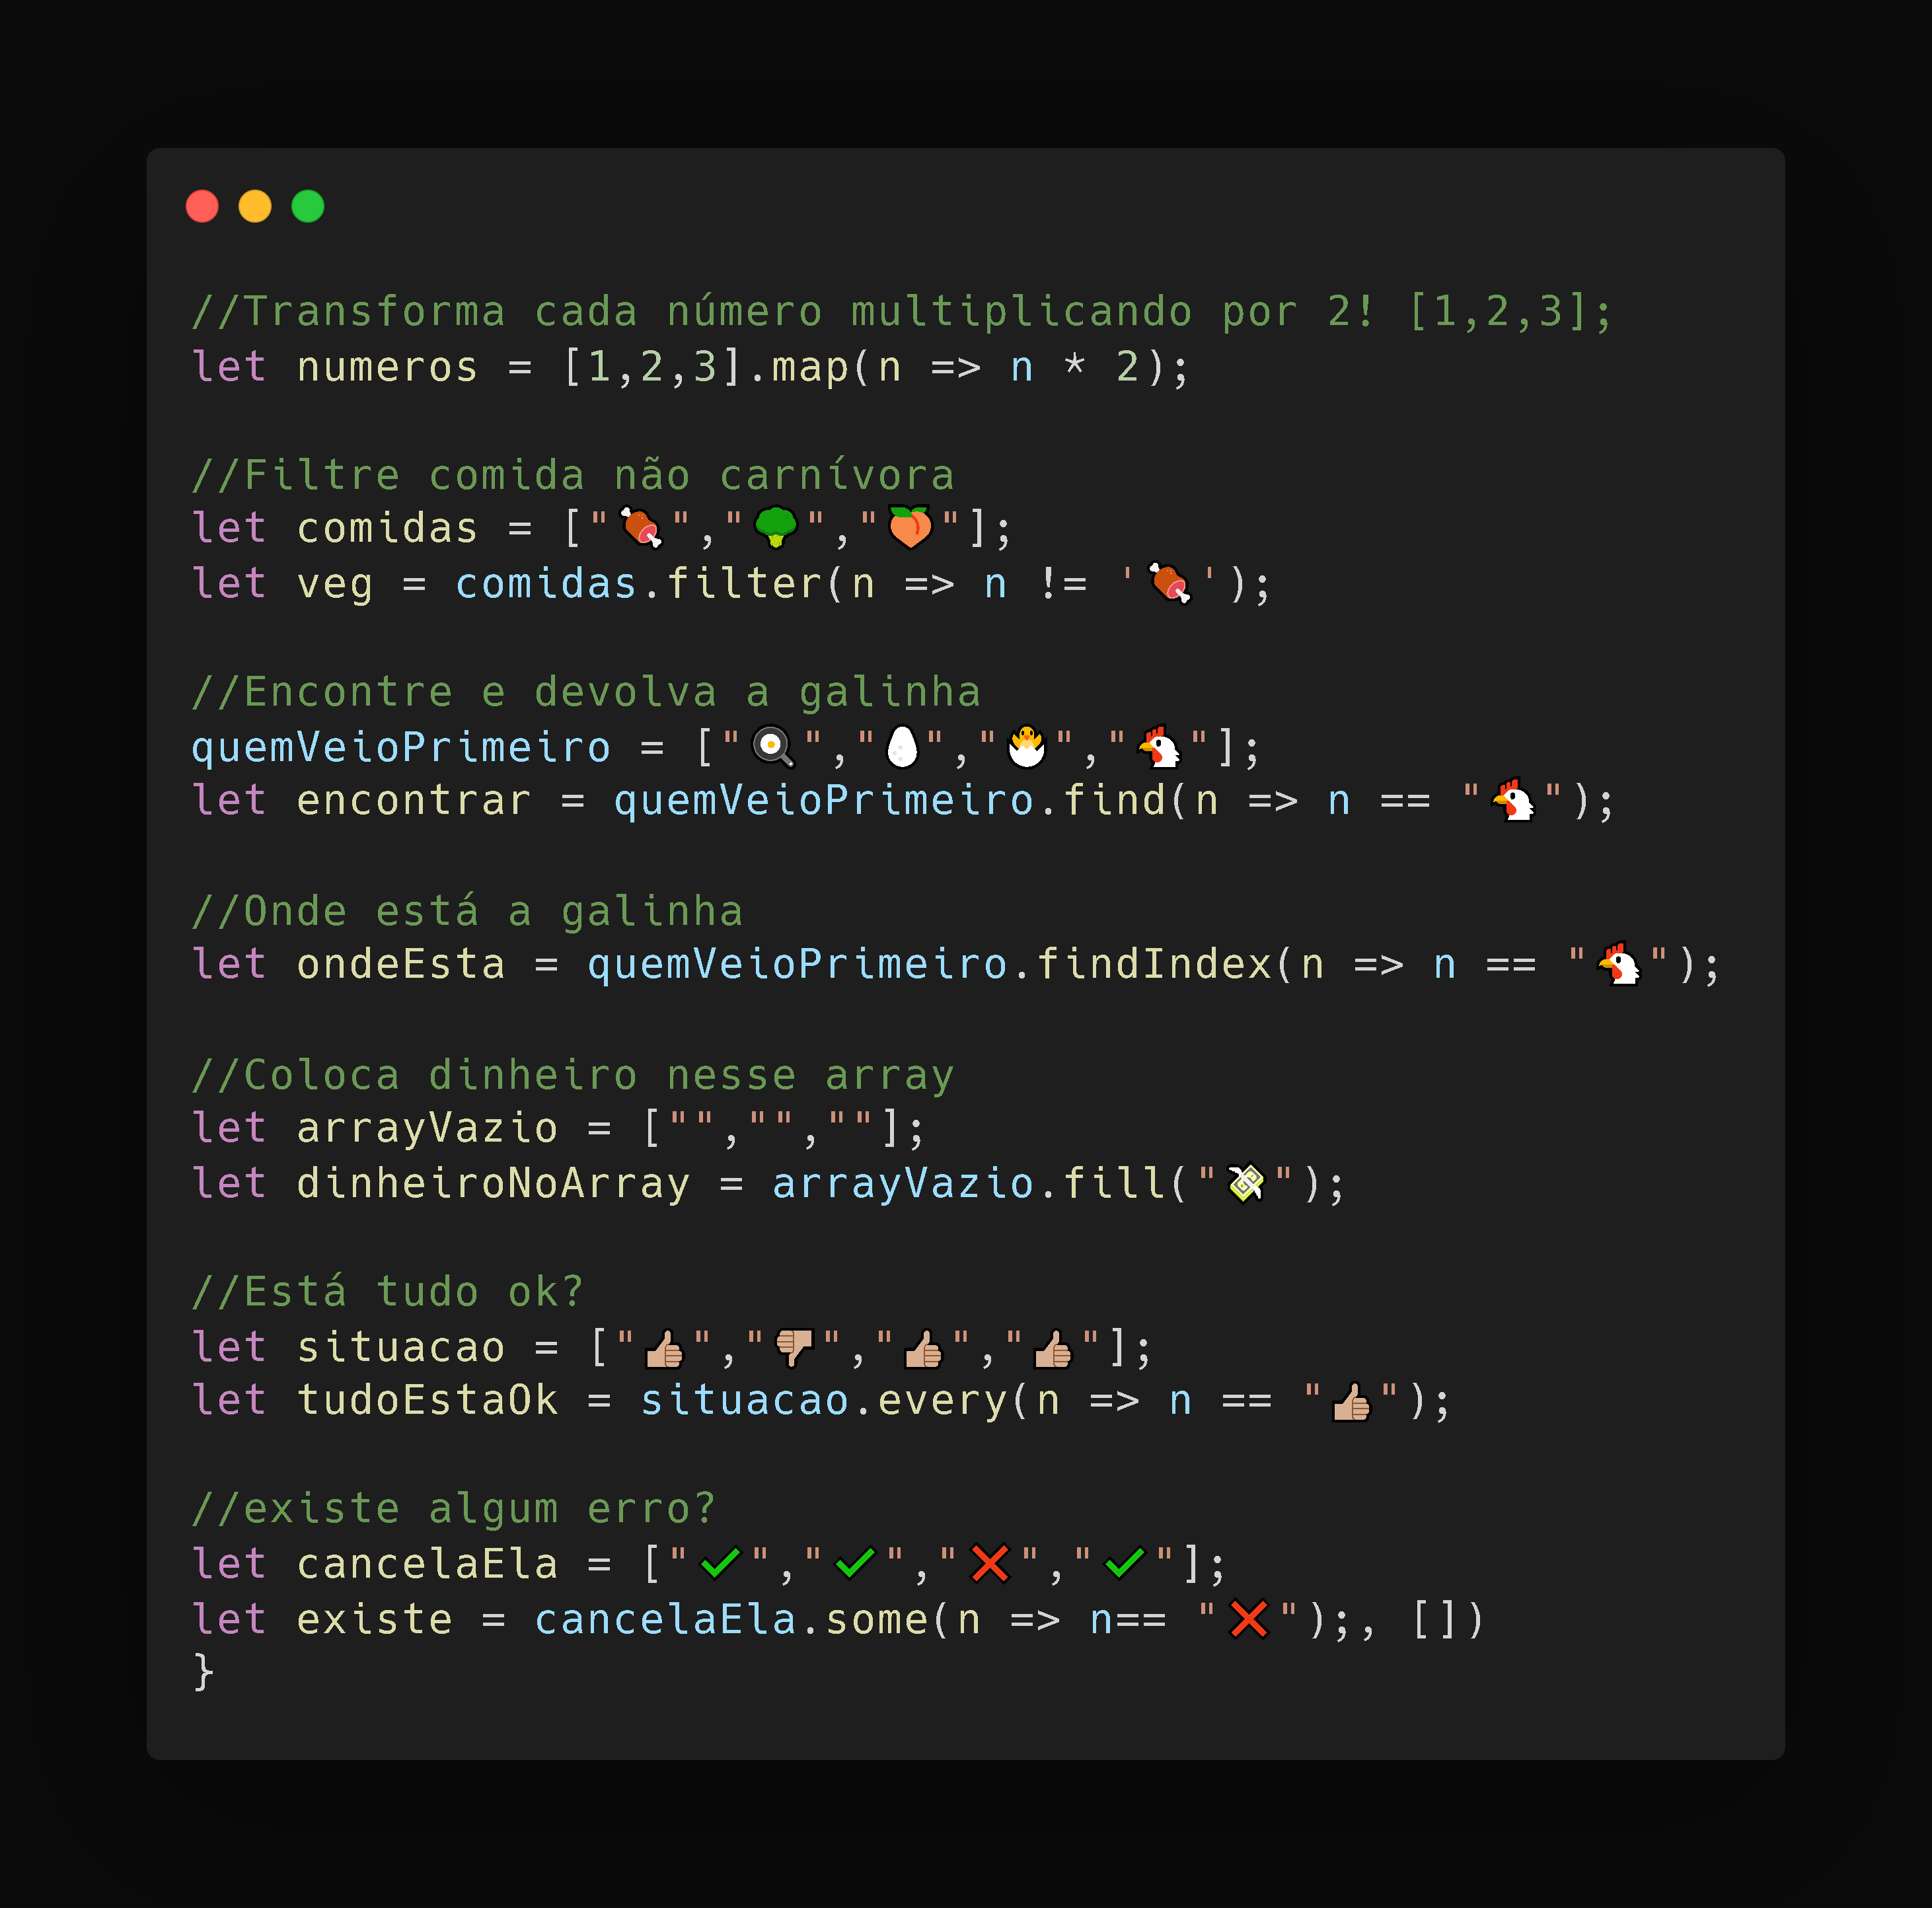 //Transforma cada número multiplicando por 2! [1,2,3];
let numeros = [1,2,3].map(n => n * 2);
//Filtre comida não carnívora
let comidas = ["🍖","🥦","🍑"];
let veg = comidas.filter(n => n != '🍖');
//Encontre e devolva a galinha
quemVeioPrimeiro = ["🍳","🥚","🐣","🐔"];
let encontrar = quemVeioPrimeiro.find(n => n == "🐔");
//Onde está a galinha
let ondeEsta = quemVeioPrimeiro.findIndex(n => n == "🐔");
//Coloca dinheiro nesse array
let arrayVazio = ["","",""];
let dinheiroNoArray = arrayVazio.fill("💸");
//Está tudo ok?
let situacao = ["👍🏼","👎🏼","👍🏼","👍🏼"];
let tudoEstaOk = situacao.every(n => n == "👍🏼");
//existe algum erro?
let cancelaEla = ["✔️","✔️","❌","✔️"];
let existe = cancelaEla.some(n => n== "❌");, [])
}